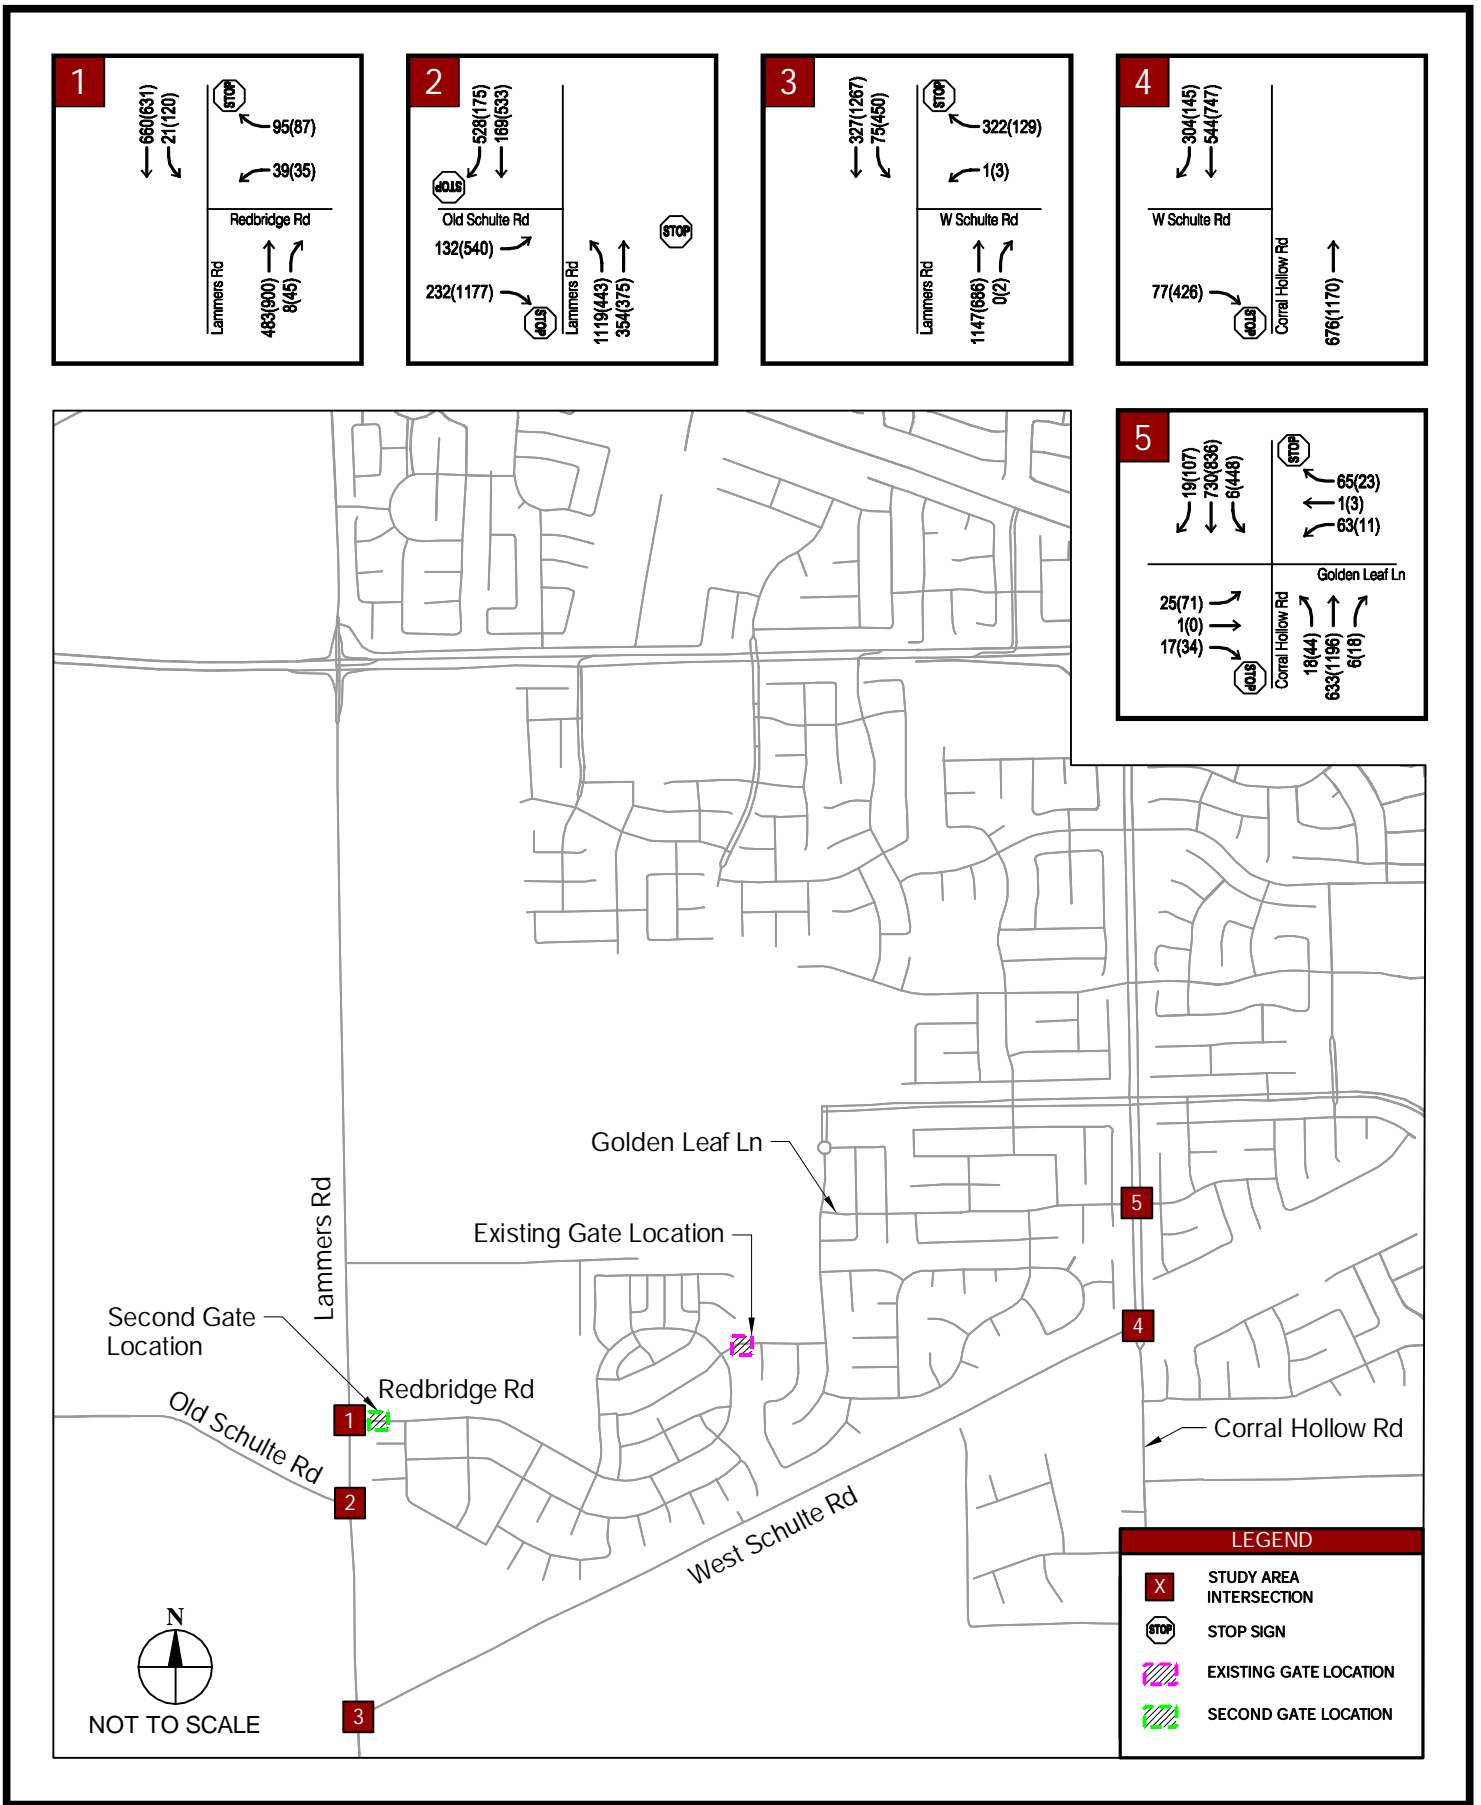 1
660(631)
21(120)
STOP
95(87)
39(35)
Redbridge Rd
Lammers Rd
483(900)
8(45)
2
528(175)
169(533)
STOP
Old Schulte Rd
132(540)
232(1177)
STOP
Lammers Rd
1119(443)
354(375)
STOP
3
327(1267)
75(450)
STOP
322(129)
1(3)
W Schulte Rd
Lammers Rd
1147(686)
0(2)
4
304(145)
544(747)
W Schulte Rd
77(426)
STOP
Corral Hollow Rd
676(1170)
5
19(107)
730(836)
6(448)
STOP
65(23)
1(3)
63(11)
Golden Leaf Ln
25(71)
1(0)
17(34)
STOP
Corral Hollow Rd
18(44)
633(1196)
6(18)
Golden Leaf Ln
5
Lammers Rd
Existing Gate Location
Second Gate
Location
4
Redbridge Rd
1
Old Schulte Rd
Corral Hollow Rd
2
West Schulte Rd
3
N
NOT TO SCALE
LEGEND
X
STUDY AREA
INTERSECTION
STOP
STOP SIGN
EXISTING GATE LOCATION
SECOND GATE LOCATION